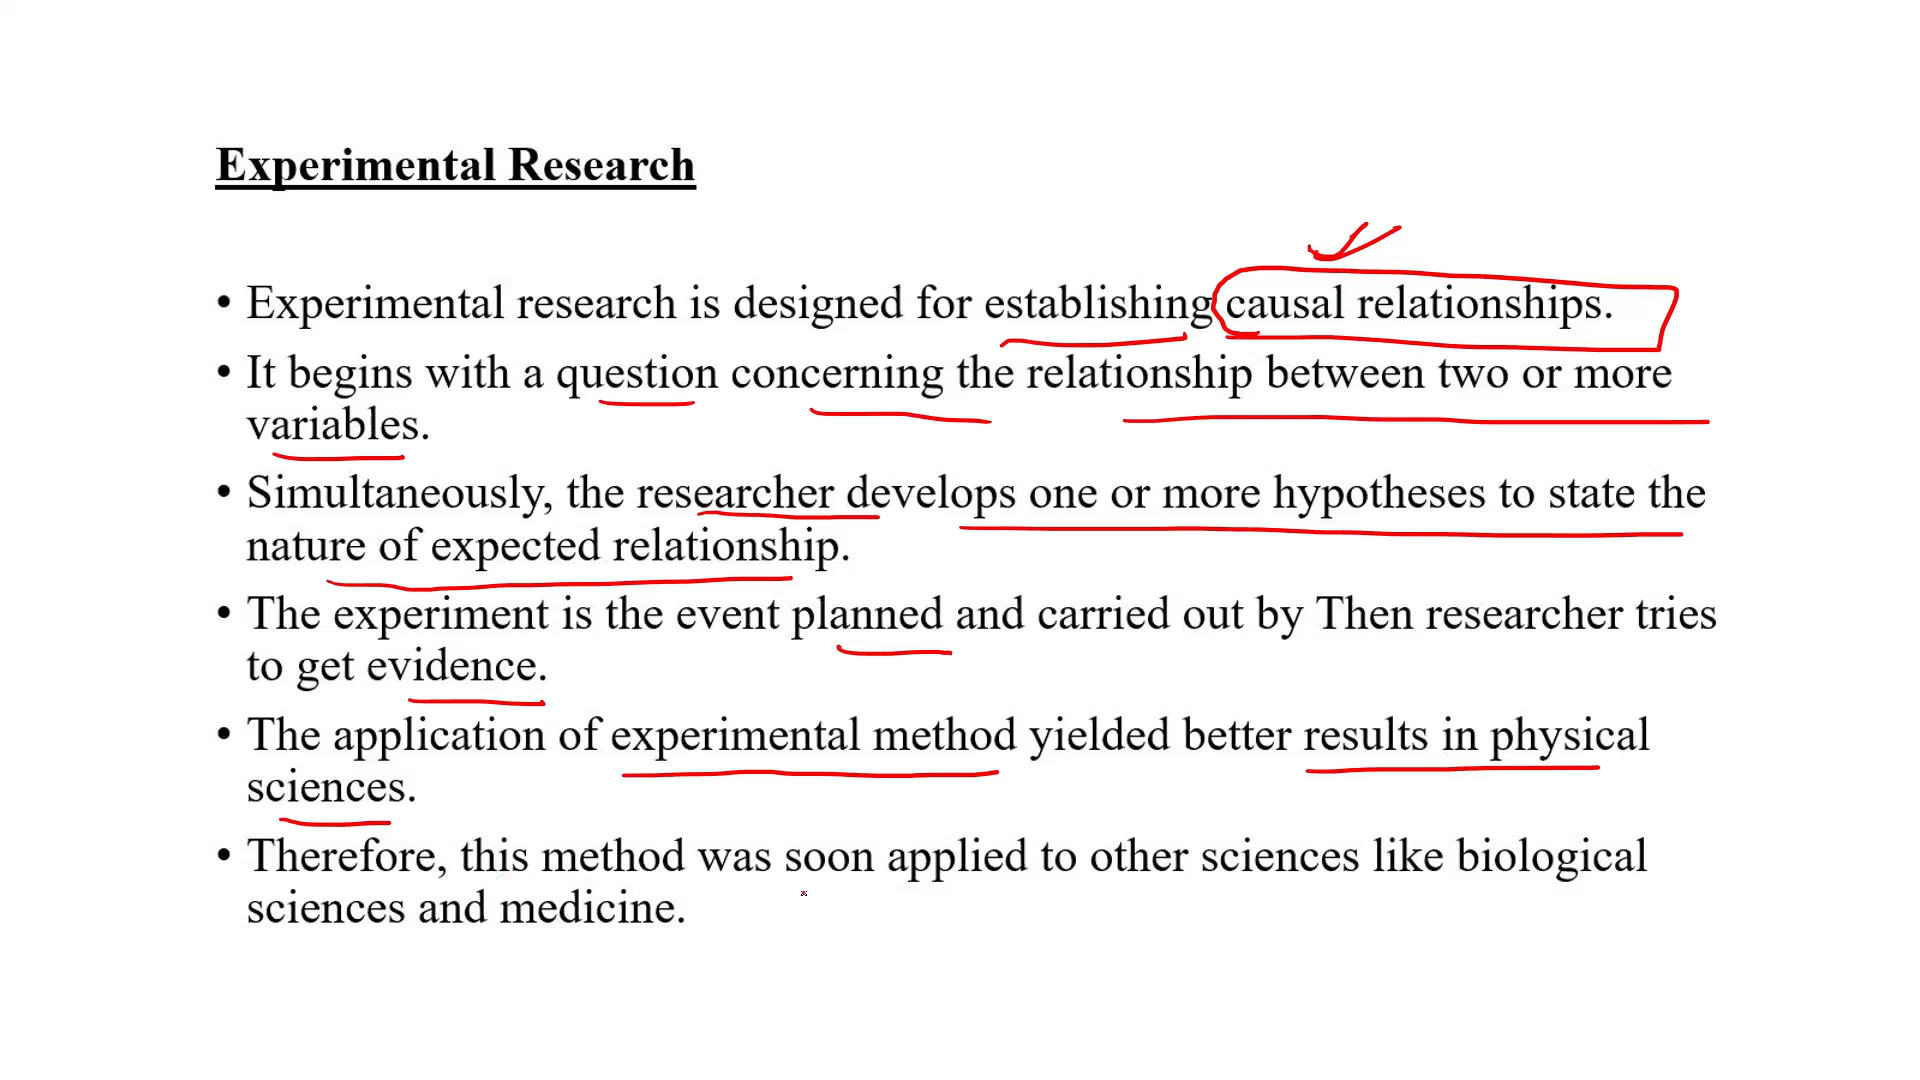 Experimental Research
• Experimental research is designed for establishing causal relationships.
• It begins with a question concerning the relationship between two or more
variables.
• Simultaneously, the researcher develops one or more hypotheses to state the
nature of expected relationship.
• The experiment is the event planned and carried out by Then researcher tries
to get evidence.
• The application of experimental method yielded better results in physical
sciences.
• Therefore, this method was soon applied to other sciences like biological
sciences and medicine.